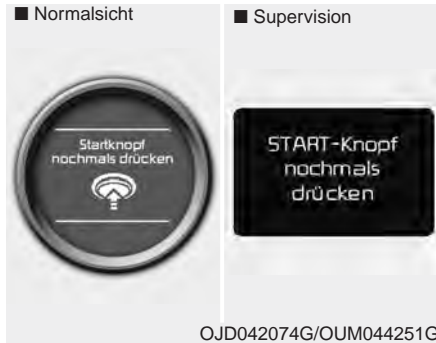 ■ Normalsicht
■ Supervision
Startknopf
nochmals drücken
START-Knopf
nochmals
drücken
OJD042074G/OUM044251G